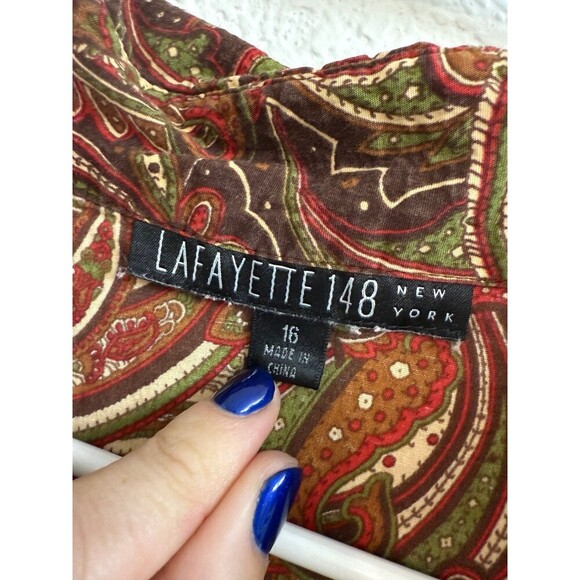 LAFAYETTE 148 NEW YORK
16
MADE IN
CHINA